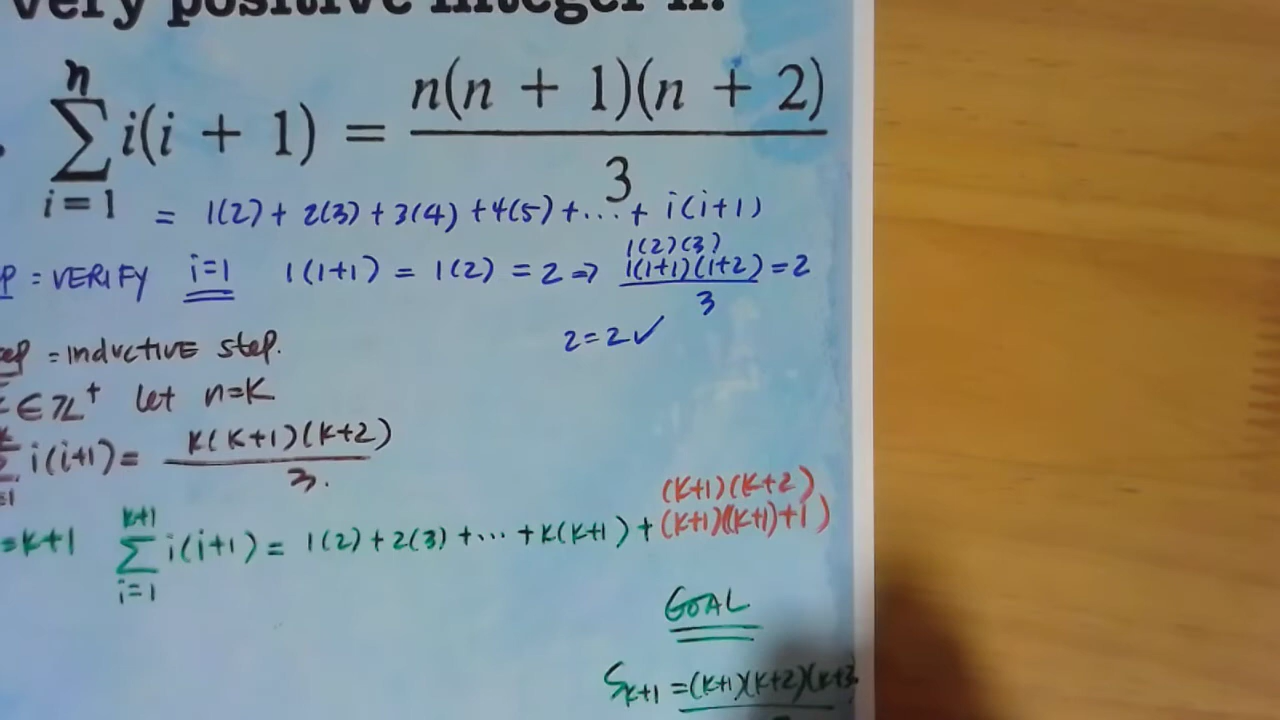 very positive integer n.
n
∑ i(i + 1) = n(n + 1)(n + 2)
i = 1 3
= 1(2) + 2(3) + 3(4) + 4(5) + ... + i(i+1)
1(2)(3)
= VERIFY i=1 1(1+1) = 1(2) = 2 ⇒ 1(1+1)(1+2) = 2
3
2 = 2 ✓
= inductive step.
∈ Z⁺ let n=K
i(i+1) = K(K+1)(K+2)
3.
(K+1)(K+2)
=K+1 K+1 ∑ i=1 i(i+1) = 1(2) + 2(3) + ... + K(K+1) + (K+1)((K+1)+1)
GOAL
S K+1 = (K+1)(K+2)(K+3